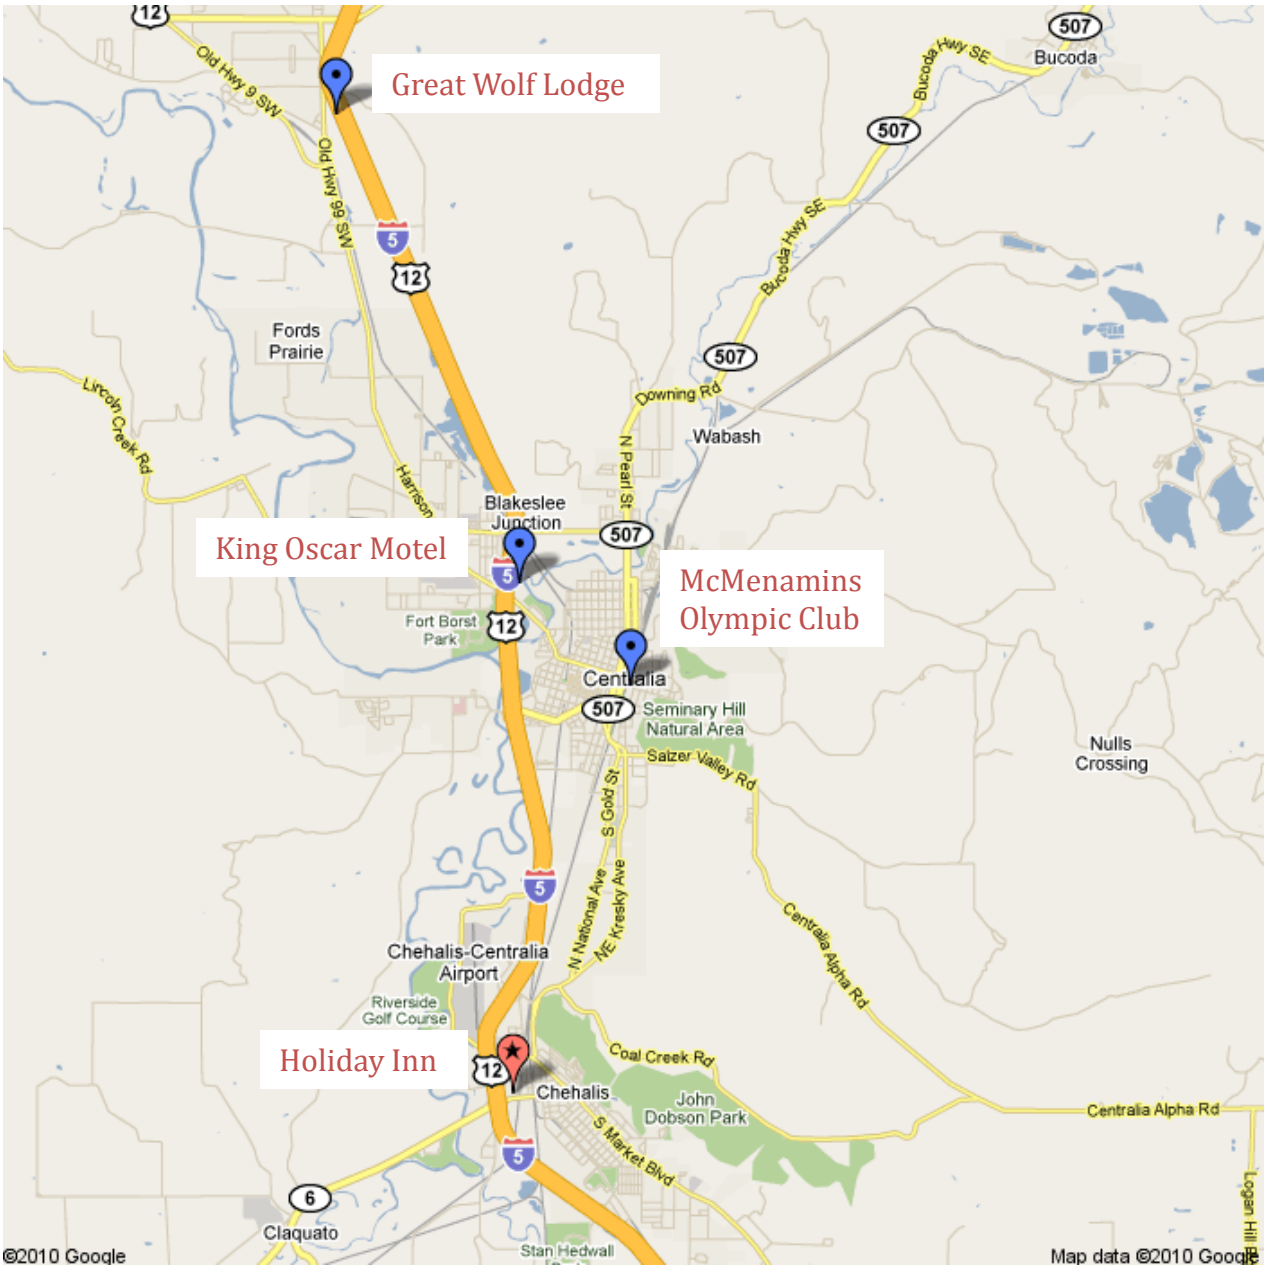 12
507
Bucoda
Bucoda Hwy SE
Old Hwy 9 SW
Great Wolf Lodge
507
Old Hwy 99 SW
5
12
Bucoda Hwy SE
Fords
Prairie
507
Lincoln
Creek Rd
Downing Rd
Wabash
N Pearl St
Harrison
Blakeslee
Junction
507
King Oscar Motel
5
McMenamins
Olympic Club
Fort Borst
Park
12
Centralia
507
Seminary Hill
Natural Area
Salzer Valley Rd
Nulls
Crossing
S Gold St
5
N National Ave
NE Kresky Ave
Centralia
Alpha Rd
Chehalis-Centralia
Airport
Riverside
Golf Course
Holiday Inn
12
Coal Creek Rd
Chehalis
John
Dobson Park
Centralia Alpha Rd
S Market Blvd
5
6
Claquato
Logan Hill
Stan Hedwall
©2010 Google
Map data ©2010 Google